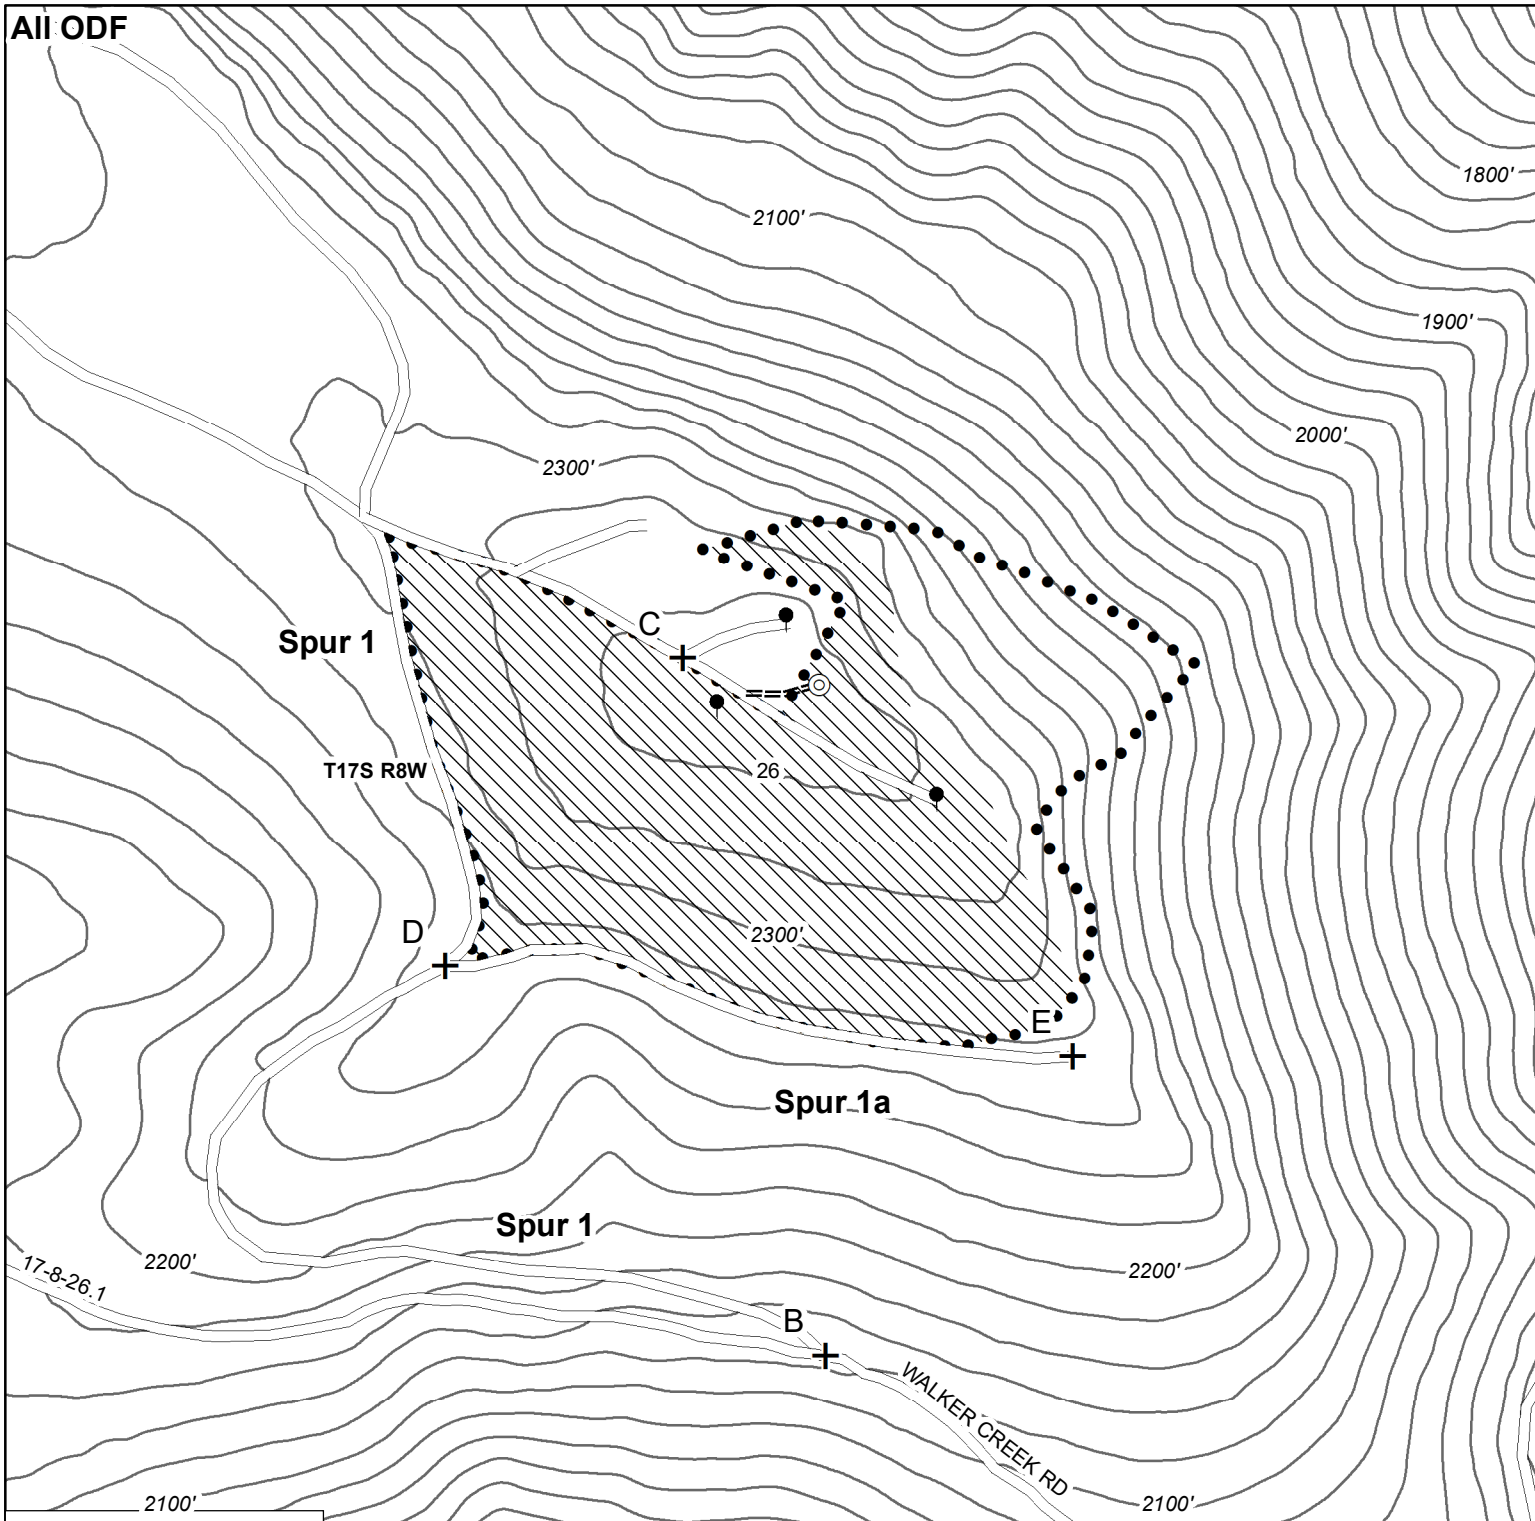 All ODF
1800'
2100'
1900'
2000'
2300'
C
Spur 1
T17S R8W
26
D
2300'
E
Spur 1a
Spur 1
2200'
17-8-26.1
2200'
B
WALKER CREEK RD
2100'
2100'